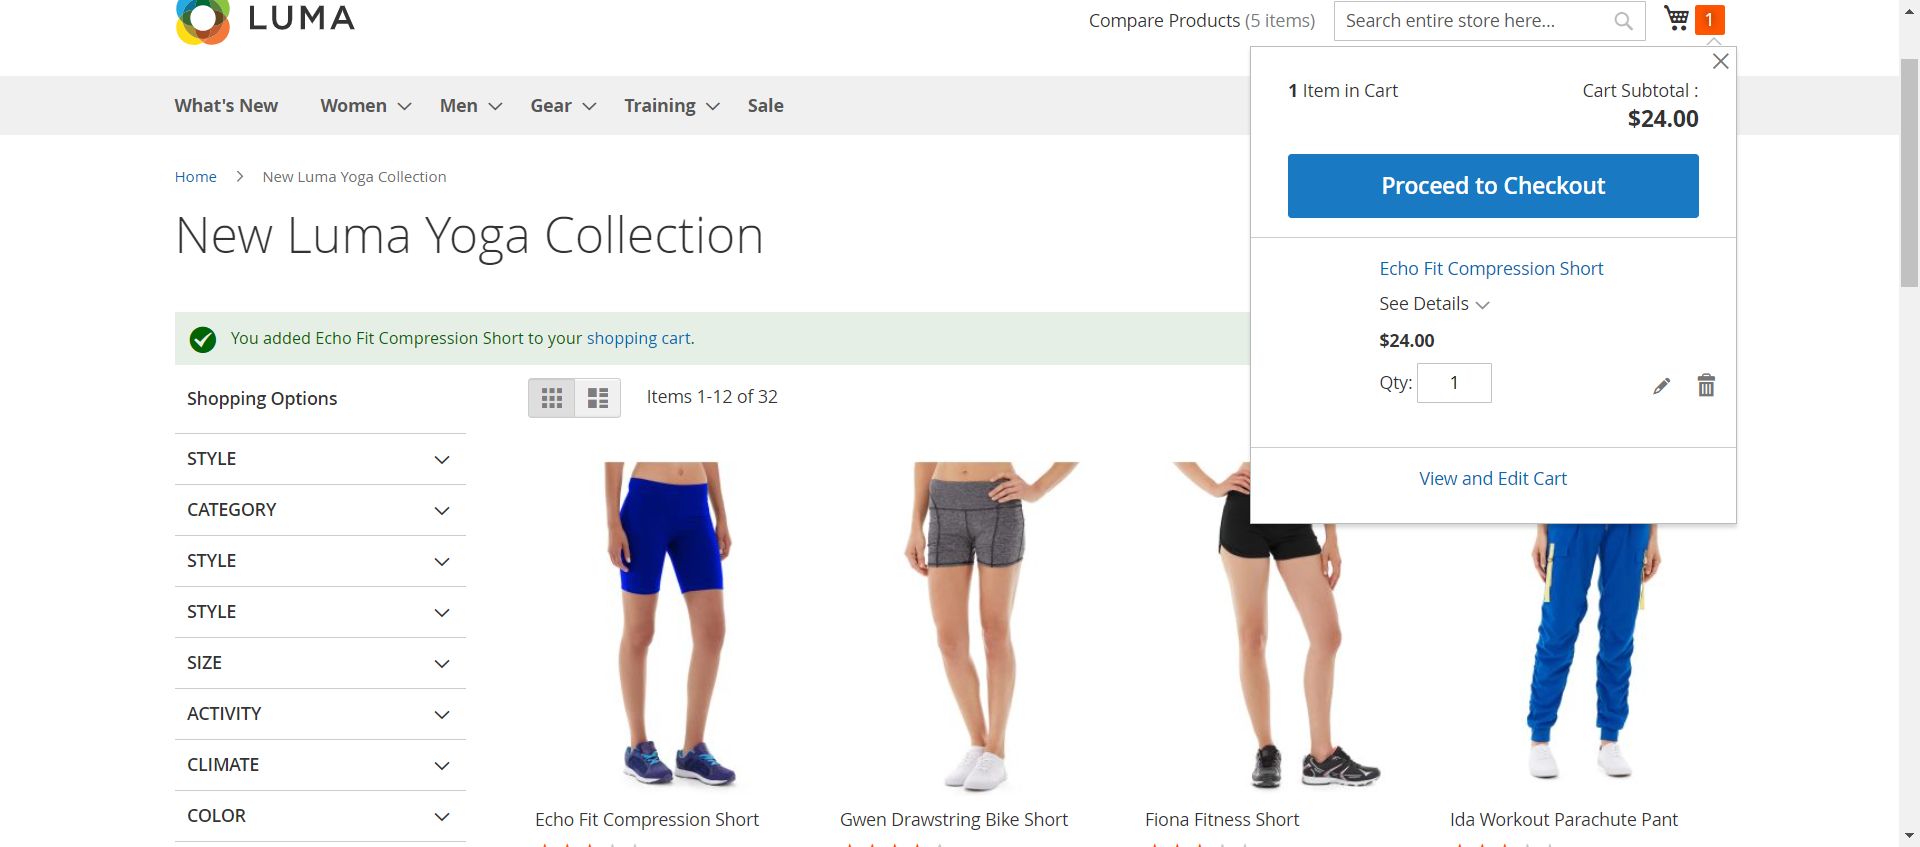 LUMA
Compare Products (5 items)
Search entire store here...
1
What's New
Women
Men
Gear
Training
Sale
1 Item in Cart
Cart Subtotal :
$24.00
Proceed to Checkout
Echo Fit Compression Short
See Details
$24.00
Qty: 1
View and Edit Cart
Home
New Luma Yoga Collection
New Luma Yoga Collection
You added Echo Fit Compression Short to your shopping cart.
Shopping Options
STYLE
CATEGORY
STYLE
STYLE
SIZE
ACTIVITY
CLIMATE
COLOR
Items 1-12 of 32
Echo Fit Compression Short
Gwen Drawstring Bike Short
Fiona Fitness Short
Ida Workout Parachute Pant